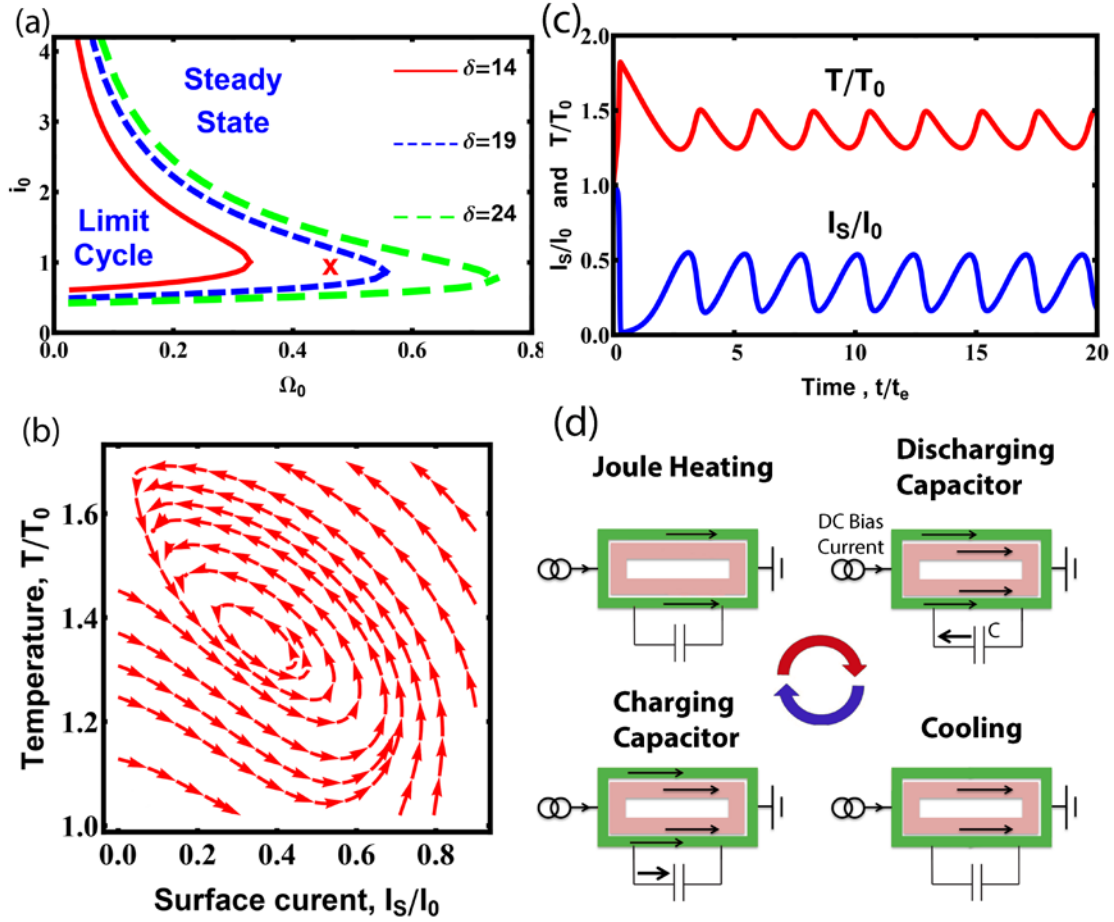 (a)
4
3
2
1
0
i₀
0.0
0.2
0.4
0.6
0.8
Ω₀
Steady
State
Limit
Cycle
x
δ=14
δ=19
δ=24
(c)
2.0
1.5
1.0
0.5
0.0
I_S/I₀ and T/T₀
T/T₀
I_S/I₀
0
5
10
15
20
Time , t/tₑ
(b)
1.6
1.4
1.2
1.0
Temperature, T/T₀
0.0
0.2
0.4
0.6
0.8
Surface current, I_S/I₀
(d)
Joule Heating
Discharging
Capacitor
DC Bias
Current
C
Charging
Capacitor
Cooling